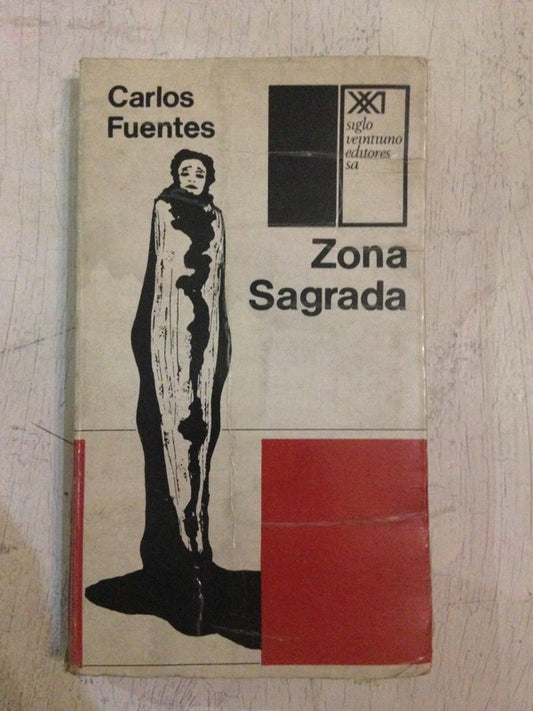 Carlos
Fuentes
XXI
siglo
veintiuno
editores
sa
Zona
Sagrada